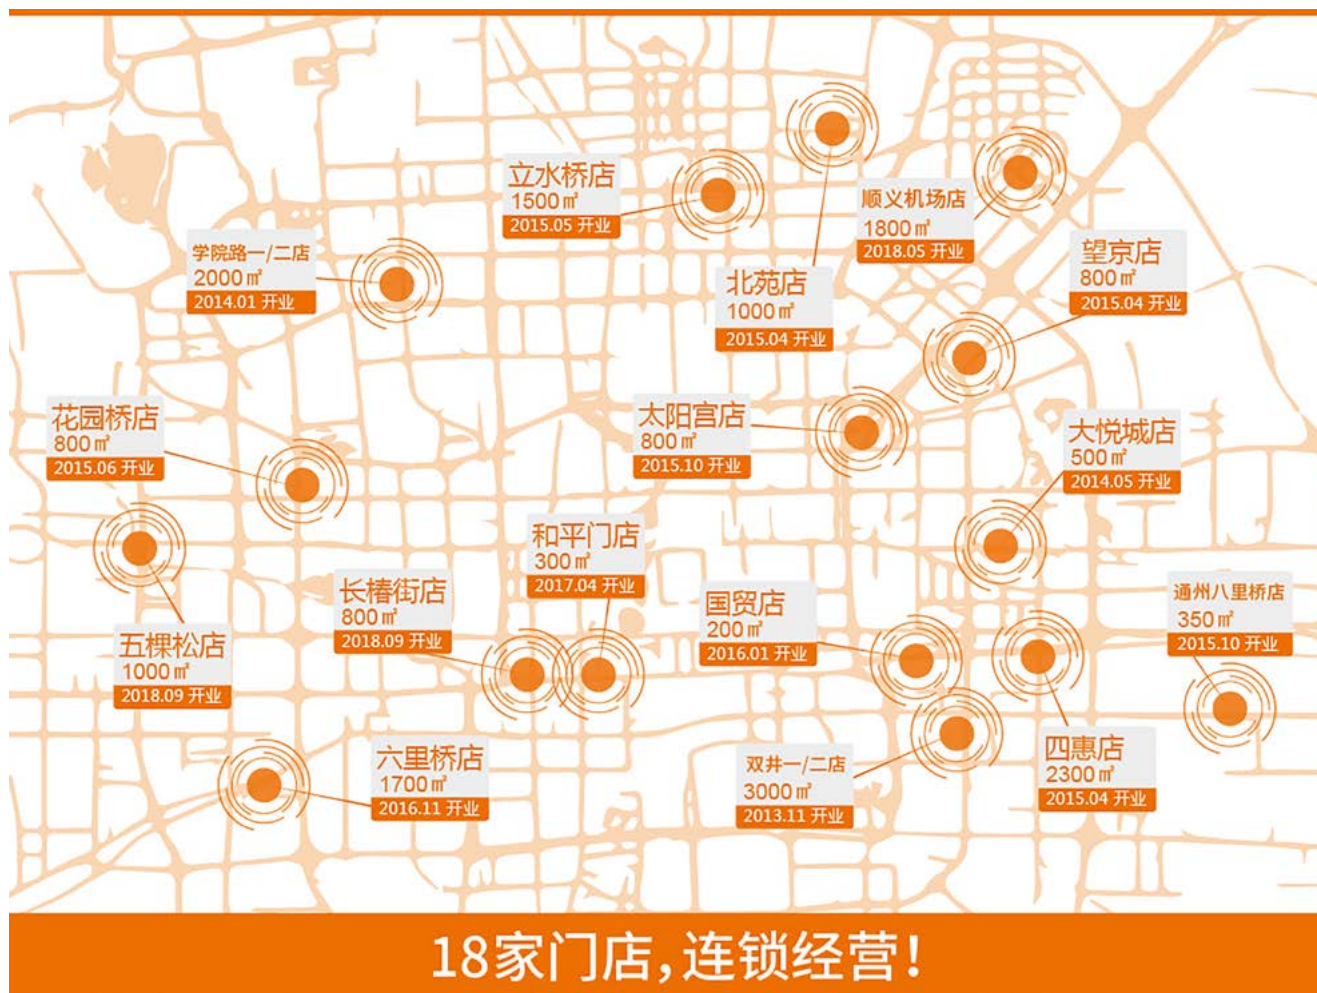 立水桥店
1500㎡
2015.05 开业
顺义机场店
1800㎡
2018.05 开业
学院路一/二店
2000㎡
2014.01 开业
望京店
800㎡
2015.04 开业
北苑店
1000㎡
2015.04 开业
花园桥店
800㎡
2015.06 开业
太阳宫店
800㎡
2015.10 开业
大悦城店
500㎡
2014.05 开业
和平门店
300㎡
2017.04 开业
长椿街店
800㎡
2018.09 开业
国贸店
200㎡
2016.01 开业
通州八里桥店
350㎡
2015.10 开业
五棵松店
1000㎡
2018.09 开业
六里桥店
1700㎡
2016.11 开业
双井一/二店
3000㎡
2013.11 开业
四惠店
2300㎡
2015.04 开业
18家门店,连锁经营!